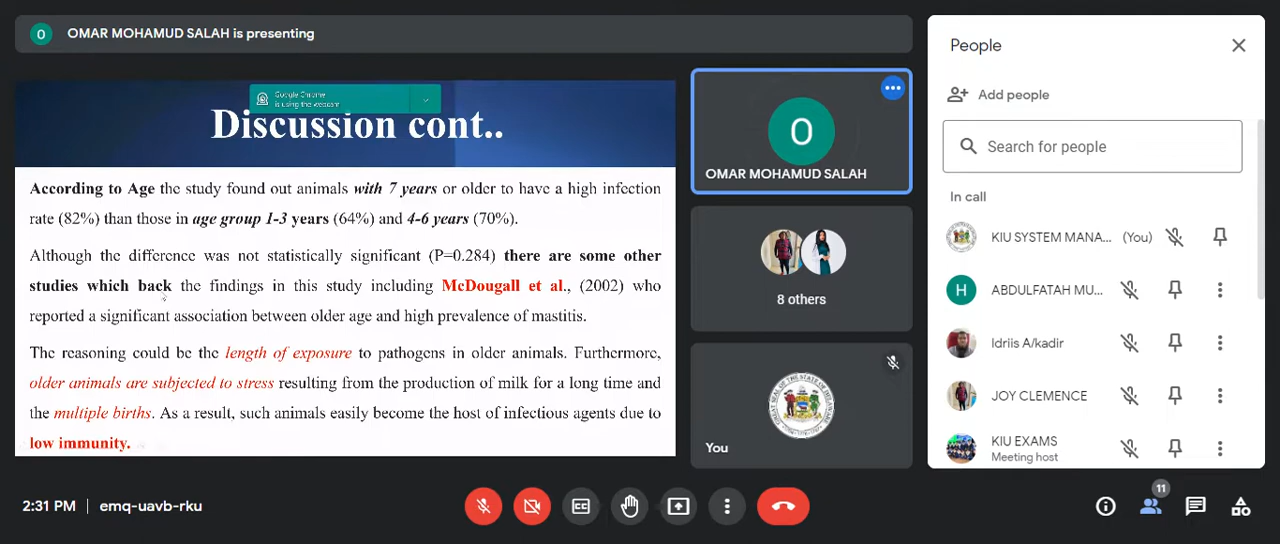 O
OMAR MOHAMUD SALAH is presenting
Google Chrome
is using the webcam
Discussion cont..
According to Age the study found out animals with 7 years or older to have a high infection
rate (82%) than those in age group 1-3 years (64%) and 4-6 years (70%).
Although the difference was not statistically significant (P=0.284) there are some other
studies which back the findings in this study including McDougall et al., (2002) who
reported a significant association between older age and high prevalence of mastitis.
The reasoning could be the length of exposure to pathogens in older animals. Furthermore,
older animals are subjected to stress resulting from the production of milk for a long time and
the multiple births. As a result, such animals easily become the host of infectious agents due to
low immunity.
O
OMAR MOHAMUD SALAH
8 others
You
People
Add people
Search for people
In call
KIU SYSTEM MANA... (You)
H
ABDULFATAH MU...
Idriis A/kadir
JOY CLEMENCE
KIU EXAMS
Meeting host
2:31 PM | emq-uavb-rku
CC
11